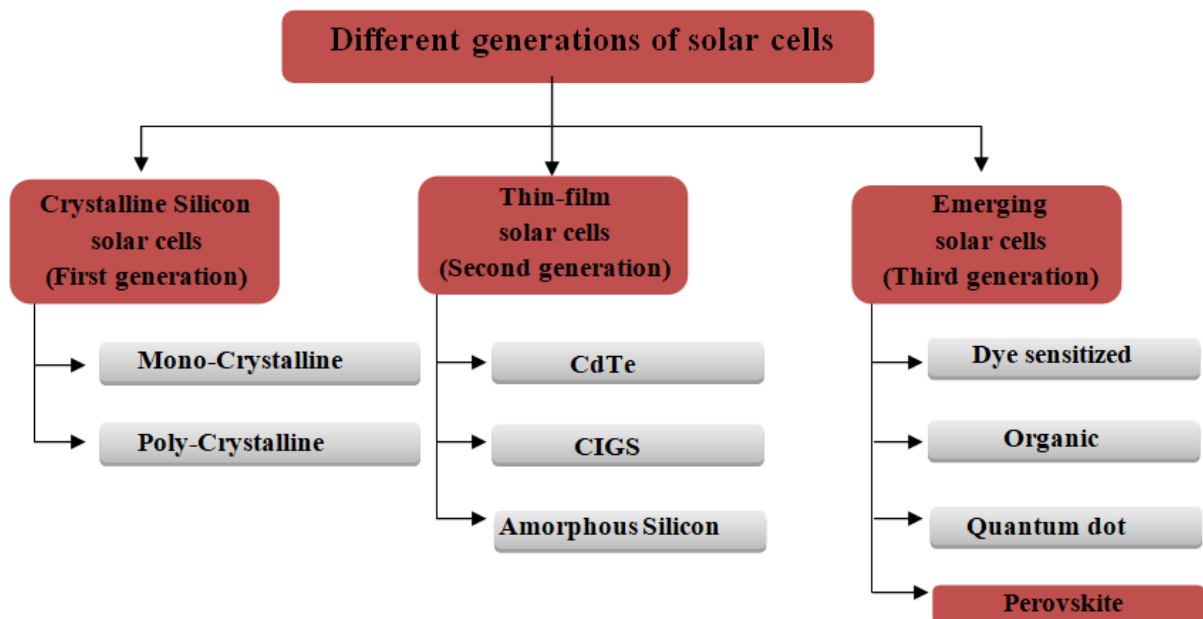 Different generations of solar cells
Crystalline Silicon
solar cells
(First generation)
Mono-Crystalline
Poly-Crystalline
Thin-film
solar cells
(Second generation)
CdTe
CIGS
Amorphous Silicon
Emerging
solar cells
(Third generation)
Dye sensitized
Organic
Quantum dot
Perovskite